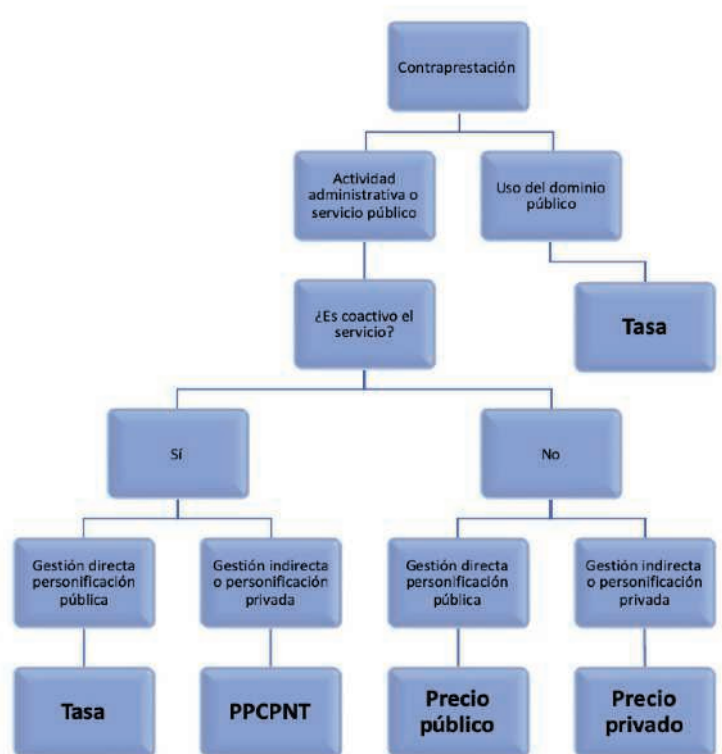 Contraprestación
Actividad
administrativa o
servicio público
Uso del dominio
público
¿Es coactivo el
servicio?
Tasa
Sí
No
Gestión directa
personificación
pública
Gestión indirecta
o personificación
privada
Gestión directa
personificación
pública
Gestión indirecta
o personificación
privada
Tasa
PPCPNT
Precio
público
Precio
privado